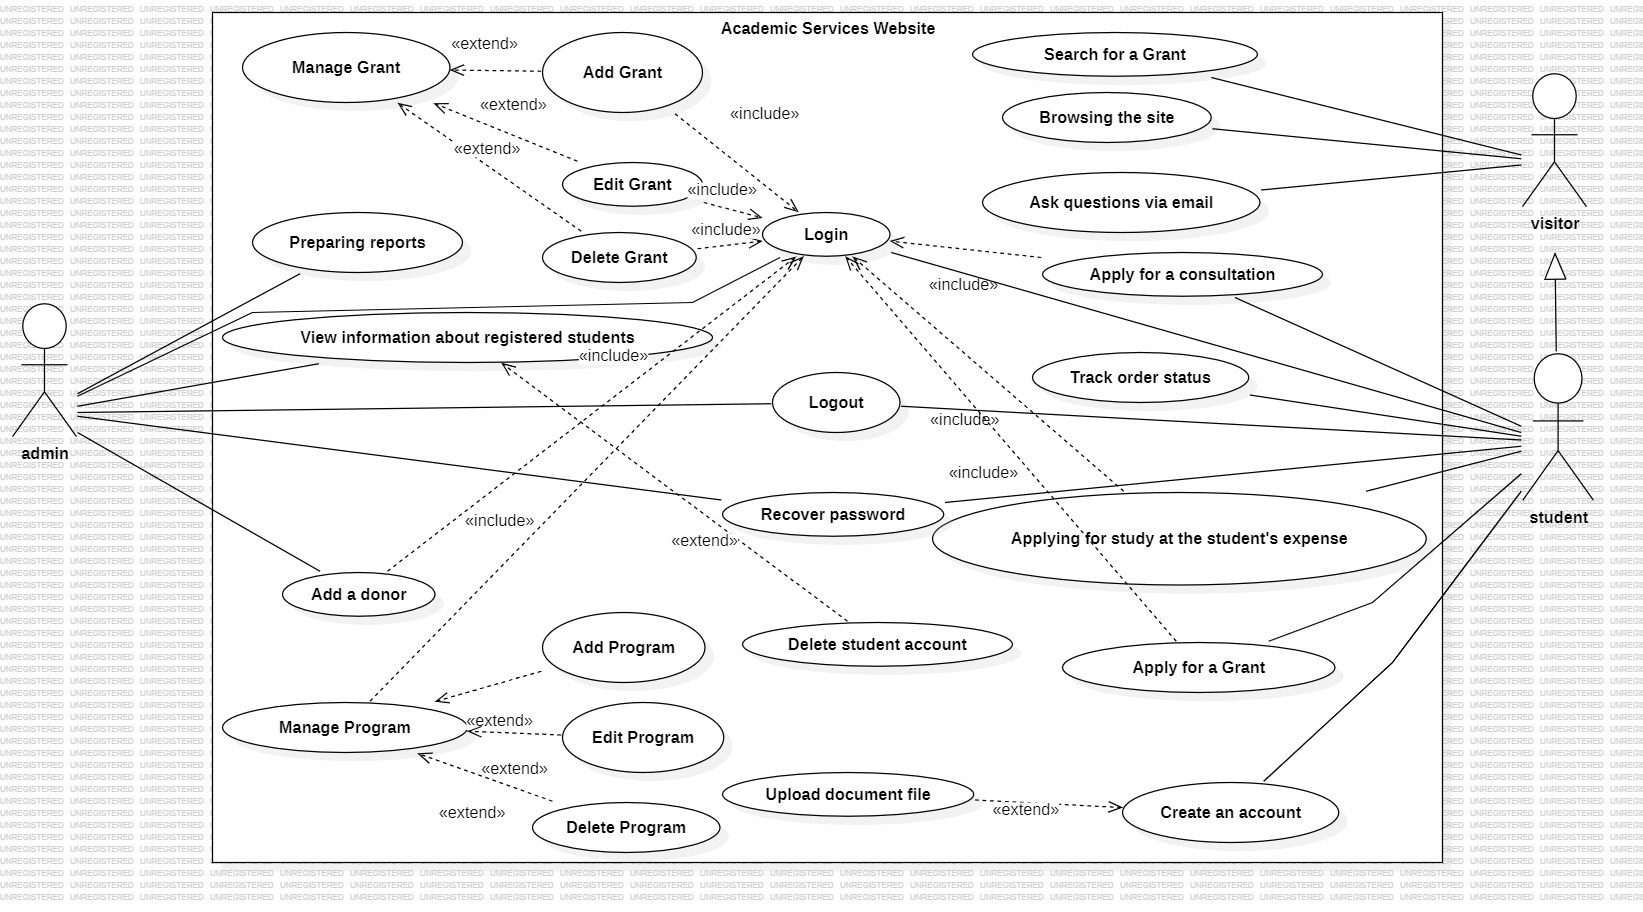 Academic Services Website
Manage Grant
«extend»
Add Grant
Search for a Grant
«extend»
«include»
Browsing the site
«extend»
Edit Grant
«include»
Ask questions via email
visitor
Preparing reports
Delete Grant
«include»
Login
Apply for a consultation
«include»
View information about registered students
«include»
Track order status
Logout
«include»
admin
«include»
Recover password
«include»
student
«extend»
Applying for study at the student's expense
Add a donor
Add Program
Delete student account
Apply for a Grant
Manage Program
«extend»
Edit Program
«extend»
Upload document file
«extend»
Create an account
«extend»
Delete Program
UNREGISTERED